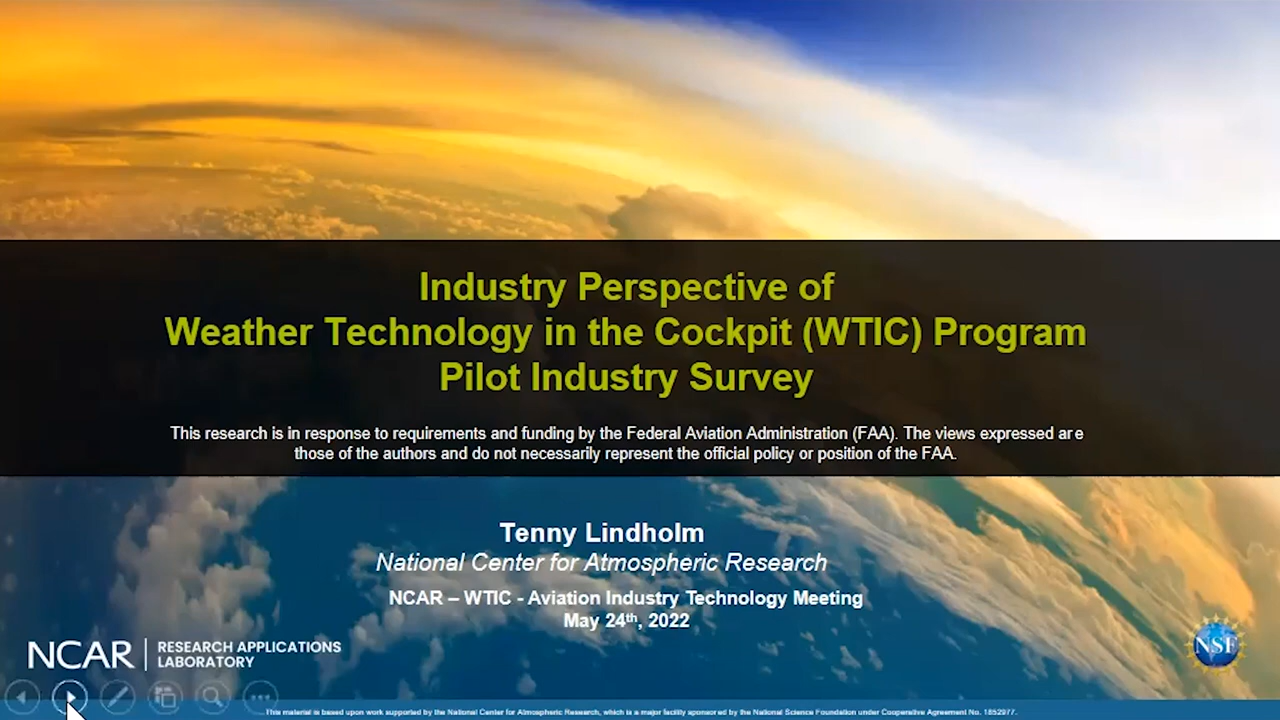 Industry Perspective of
Weather Technology in the Cockpit (WTIC) Program
Pilot Industry Survey
This research is in response to requirements and funding by the Federal Aviation Administration (FAA). The views expressed are
those of the authors and do not necessarily represent the official policy or position of the FAA.
Tenny Lindholm
National Center for Atmospheric Research
NCAR – WTIC - Aviation Industry Technology Meeting
May 24th, 2022
NCAR | RESEARCH APPLICATIONS
LABORATORY
NSF
This material is based upon work supported by the National Center for Atmospheric Research, which is a major facility sponsored by the National Science Foundation under Cooperative Agreement No. 1852977.